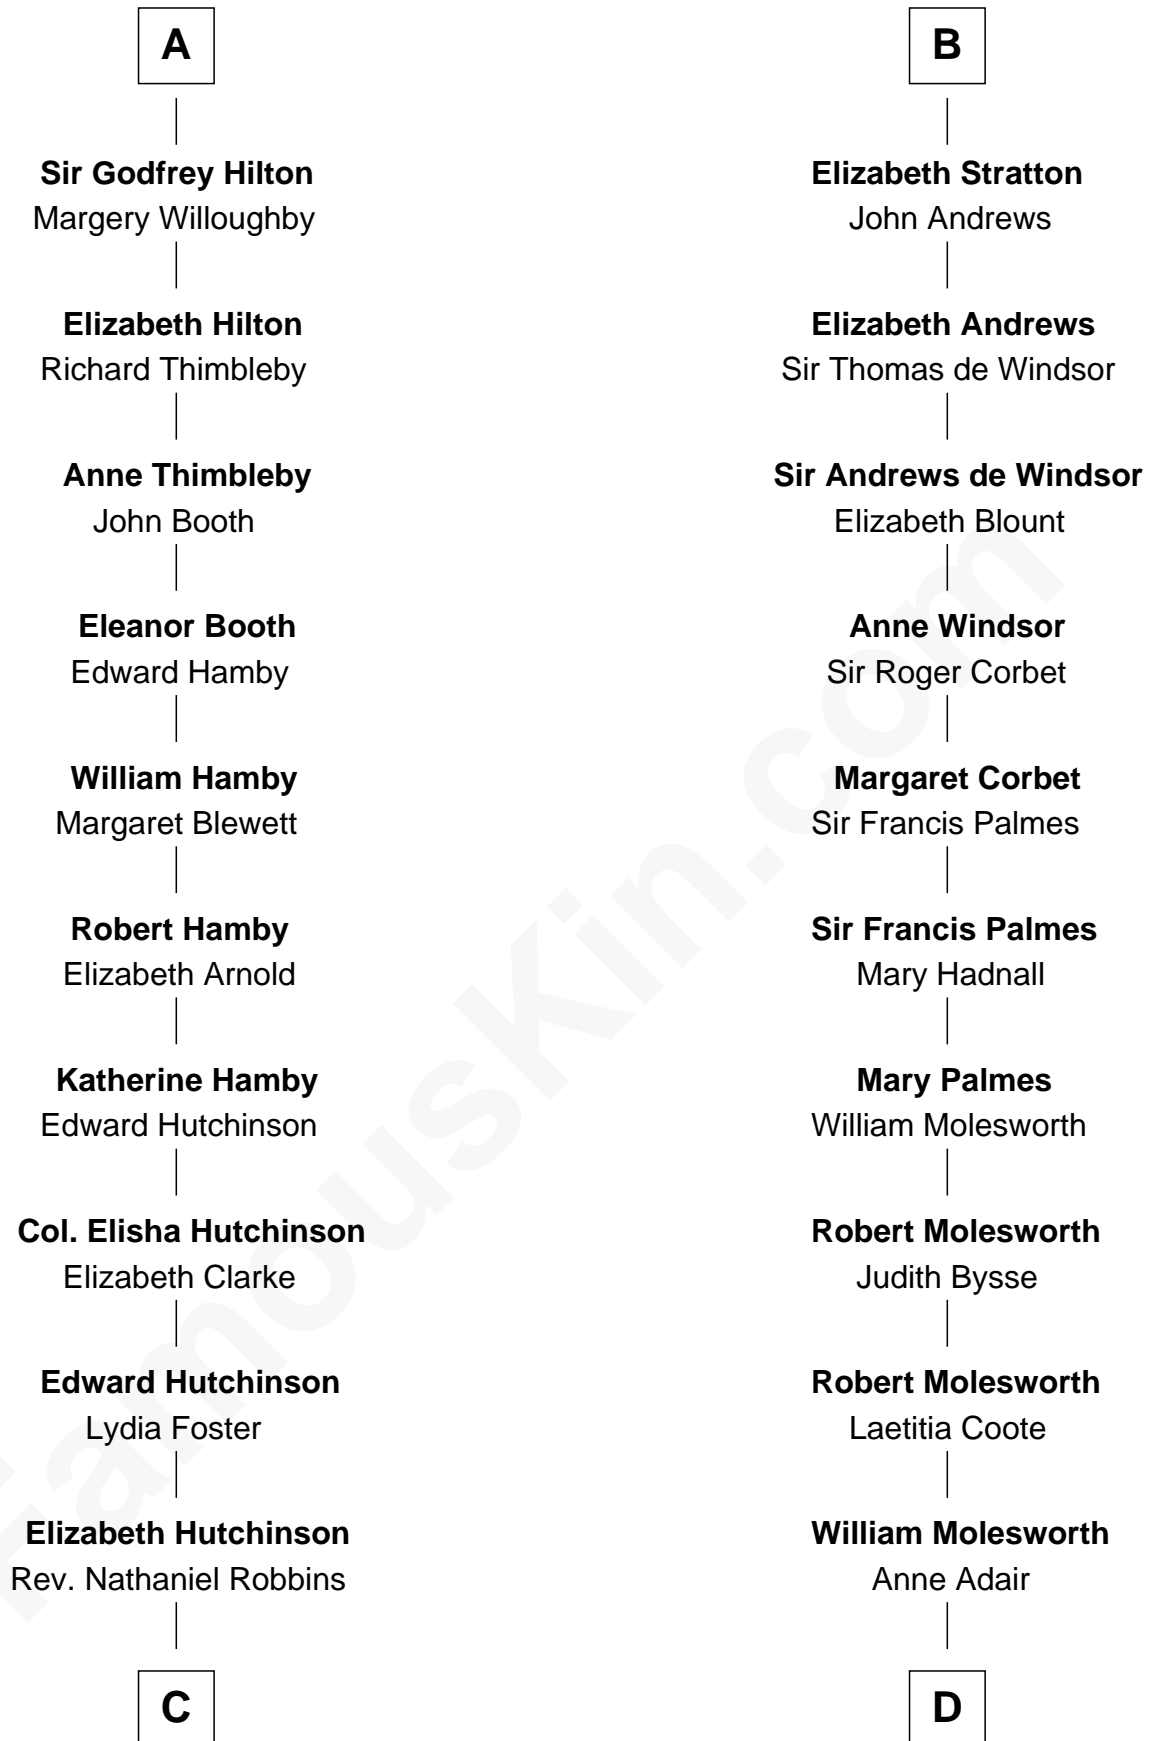 A
Sir Godfrey Hilton
Margery Willoughby
Elizabeth Hilton
Richard Thimbleby
Anne Thimbleby
John Booth
Eleanor Booth
Edward Hamby
William Hamby
Margaret Blewett
Robert Hamby
Elizabeth Arnold
Katherine Hamby
Edward Hutchinson
Col. Elisha Hutchinson
Elizabeth Clarke
Edward Hutchinson
Lydia Foster
Elizabeth Hutchinson
Rev. Nathaniel Robbins
C
B
Elizabeth Stratton
John Andrews
Elizabeth Andrews
Sir Thomas de Windsor
Sir Andrews de Windsor
Elizabeth Blount
Anne Windsor
Sir Roger Corbet
Margaret Corbet
Sir Francis Palmes
Sir Francis Palmes
Mary Hadnall
Mary Palmes
William Molesworth
Robert Molesworth
Judith Bysse
Robert Molesworth
Laetitia Coote
William Molesworth
Anne Adair
D
FamousKin.com